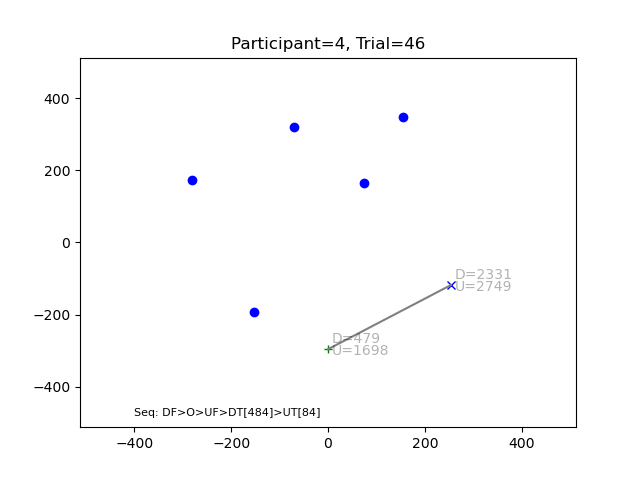 Participant=4, Trial=46
400
200
0
−200
−400
D=2331
U=2749
D=479
U=1698
Seq: DF>O>UF>DT[484]>UT[84]
−400
−200
0
200
400